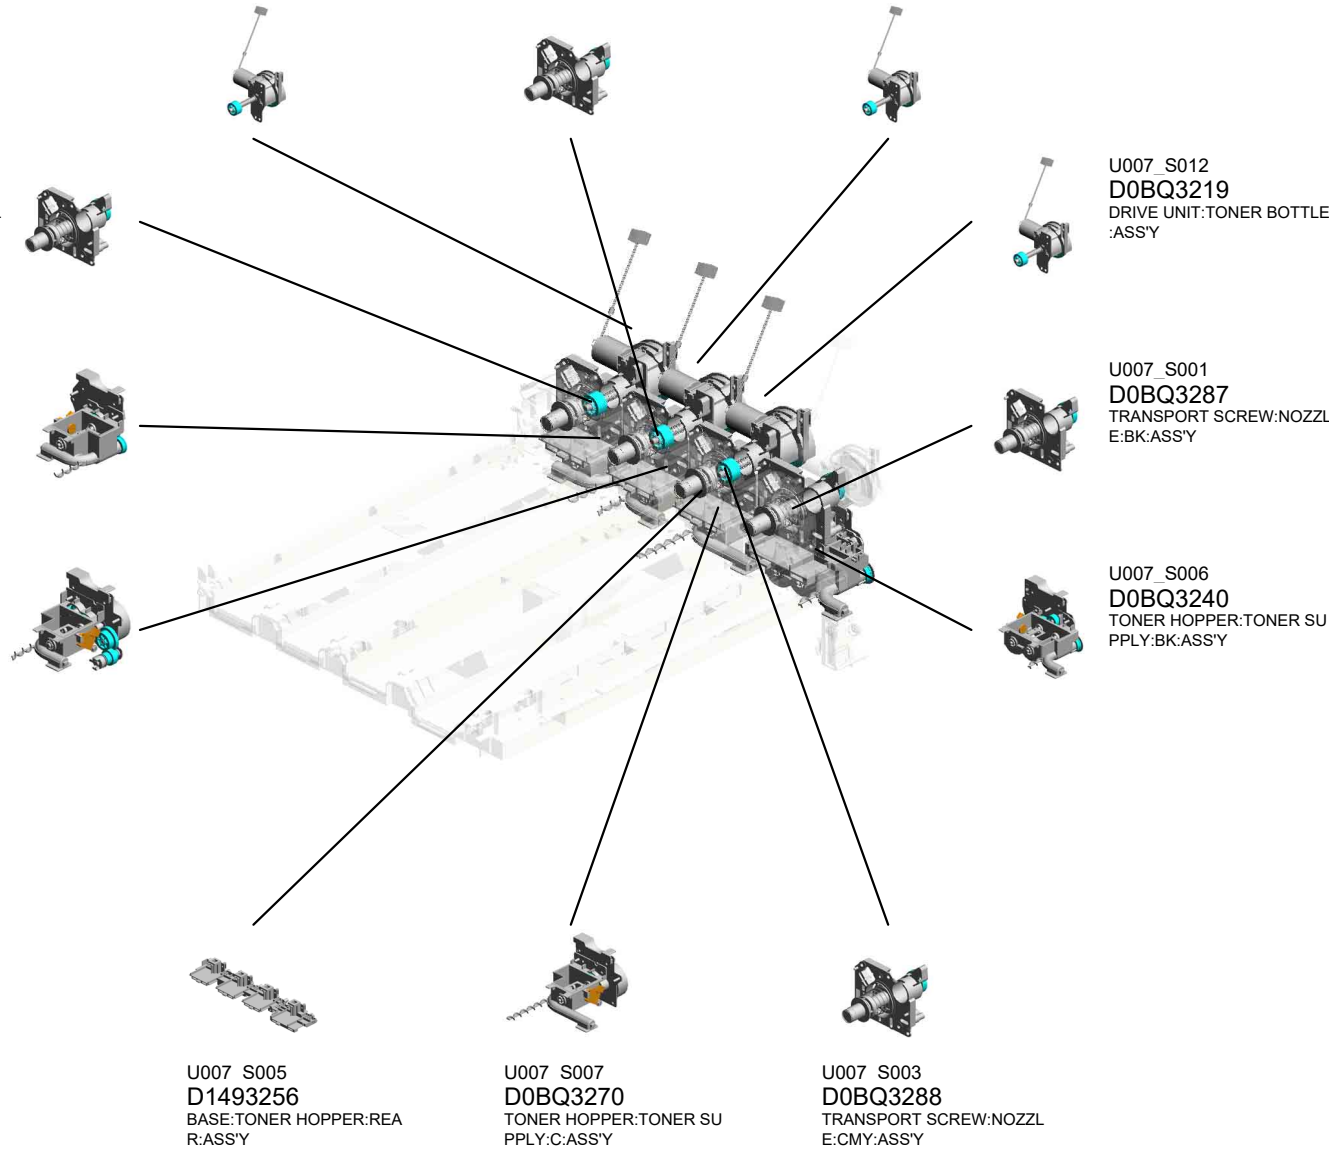 U007_S012
D0BQ3219
DRIVE UNIT:TONER BOTTLE
:ASS'Y
U007_S001
D0BQ3287
TRANSPORT SCREW:NOZZL
E:BK:ASS'Y
U007_S006
D0BQ3240
TONER HOPPER:TONER SU
PPLY:BK:ASS'Y
U007_S005
D1493256
BASE:TONER HOPPER:REA
R:ASS'Y
U007_S007
D0BQ3270
TONER HOPPER:TONER SU
PPLY:C:ASS'Y
U007_S003
D0BQ3288
TRANSPORT SCREW:NOZZL
E:CMY:ASS'Y